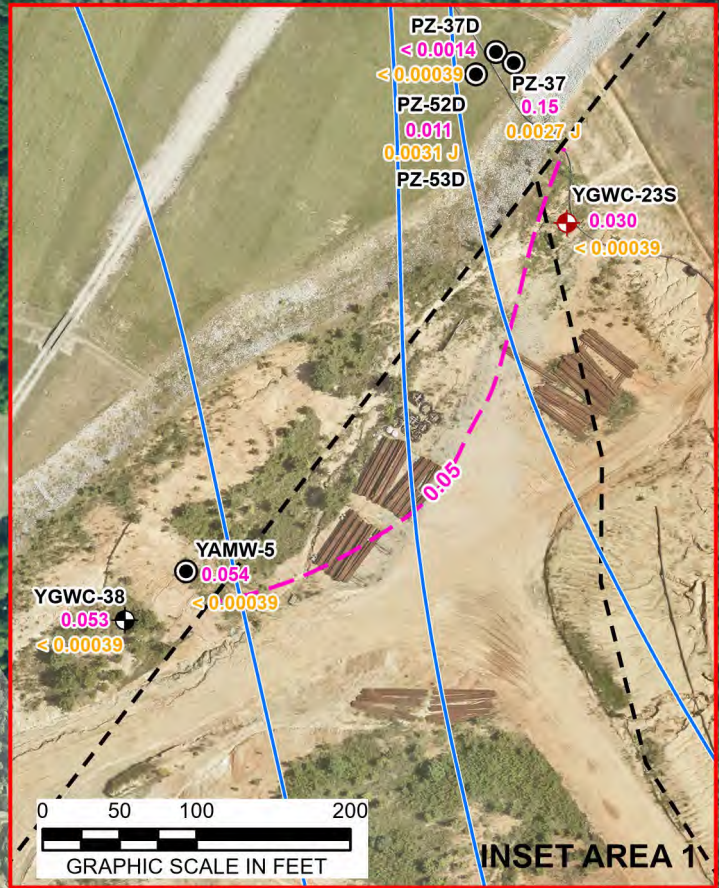 PZ-37D
< 0.0014
< 0.00039
PZ-37
0.15
0.0027 J
PZ-52D
0.011
0.0031 J
PZ-53D
YGWC-23S
0.030
< 0.00039
0.05
YAMW-5
0.054
< 0.00039
YGWC-38
0.053
< 0.00039
0 50 100 200
GRAPHIC SCALE IN FEET
INSET AREA 1